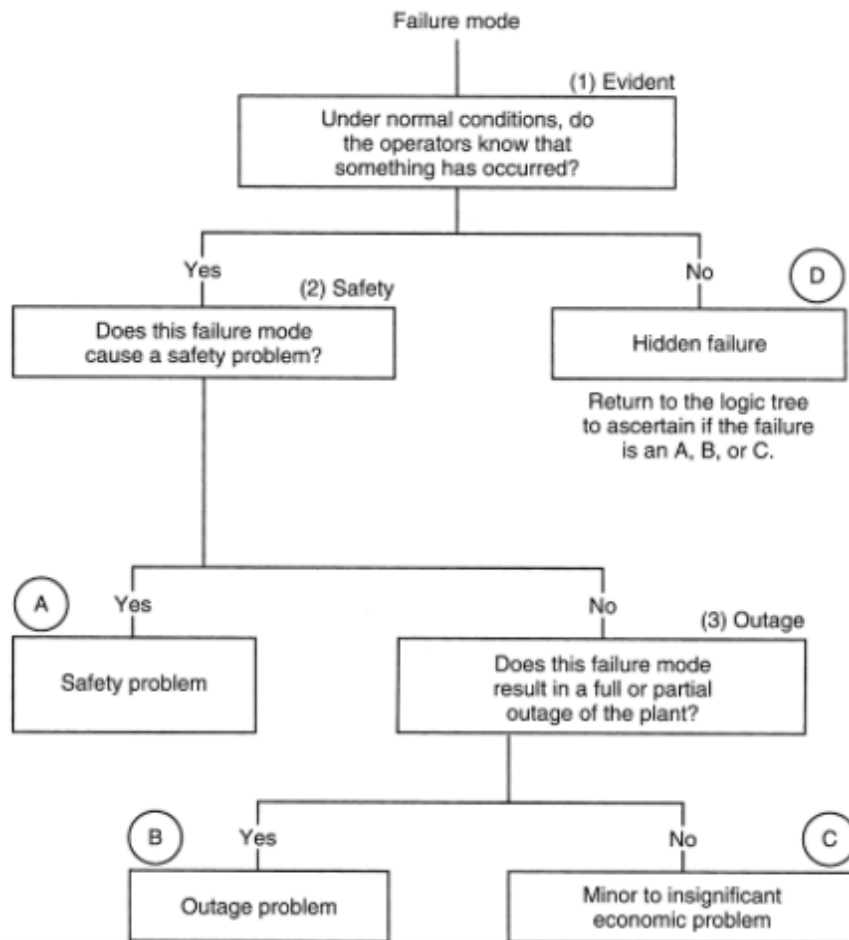 Failure mode
(1) Evident
Under normal conditions, do
the operators know that
something has occurred?
Yes
No
D
(2) Safety
Does this failure mode
cause a safety problem?
Hidden failure
Return to the logic tree
to ascertain if the failure
is an A, B, or C.
A
Yes
No
(3) Outage
Safety problem
Does this failure mode
result in a full or partial
outage of the plant?
B
Yes
No
C
Outage problem
Minor to insignificant
economic problem